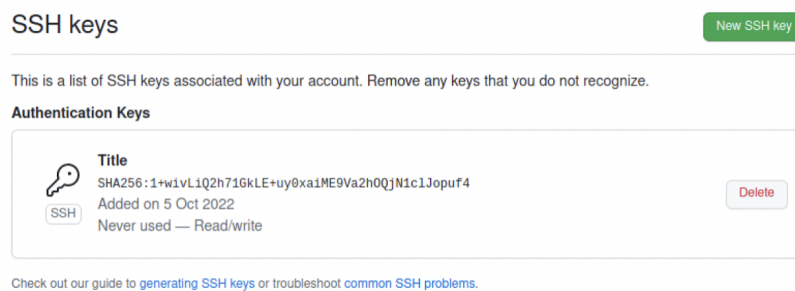 SSH keys
New SSH key
This is a list of SSH keys associated with your account. Remove any keys that you do not recognize.
Authentication Keys
Title
SHA256:1+wivLiQ2h71GkLE+uy0xaiME9Va2hOQjN1clJopuf4
SSH
Added on 5 Oct 2022
Never used — Read/write
Delete
Check out our guide to generating SSH keys or troubleshoot common SSH problems.